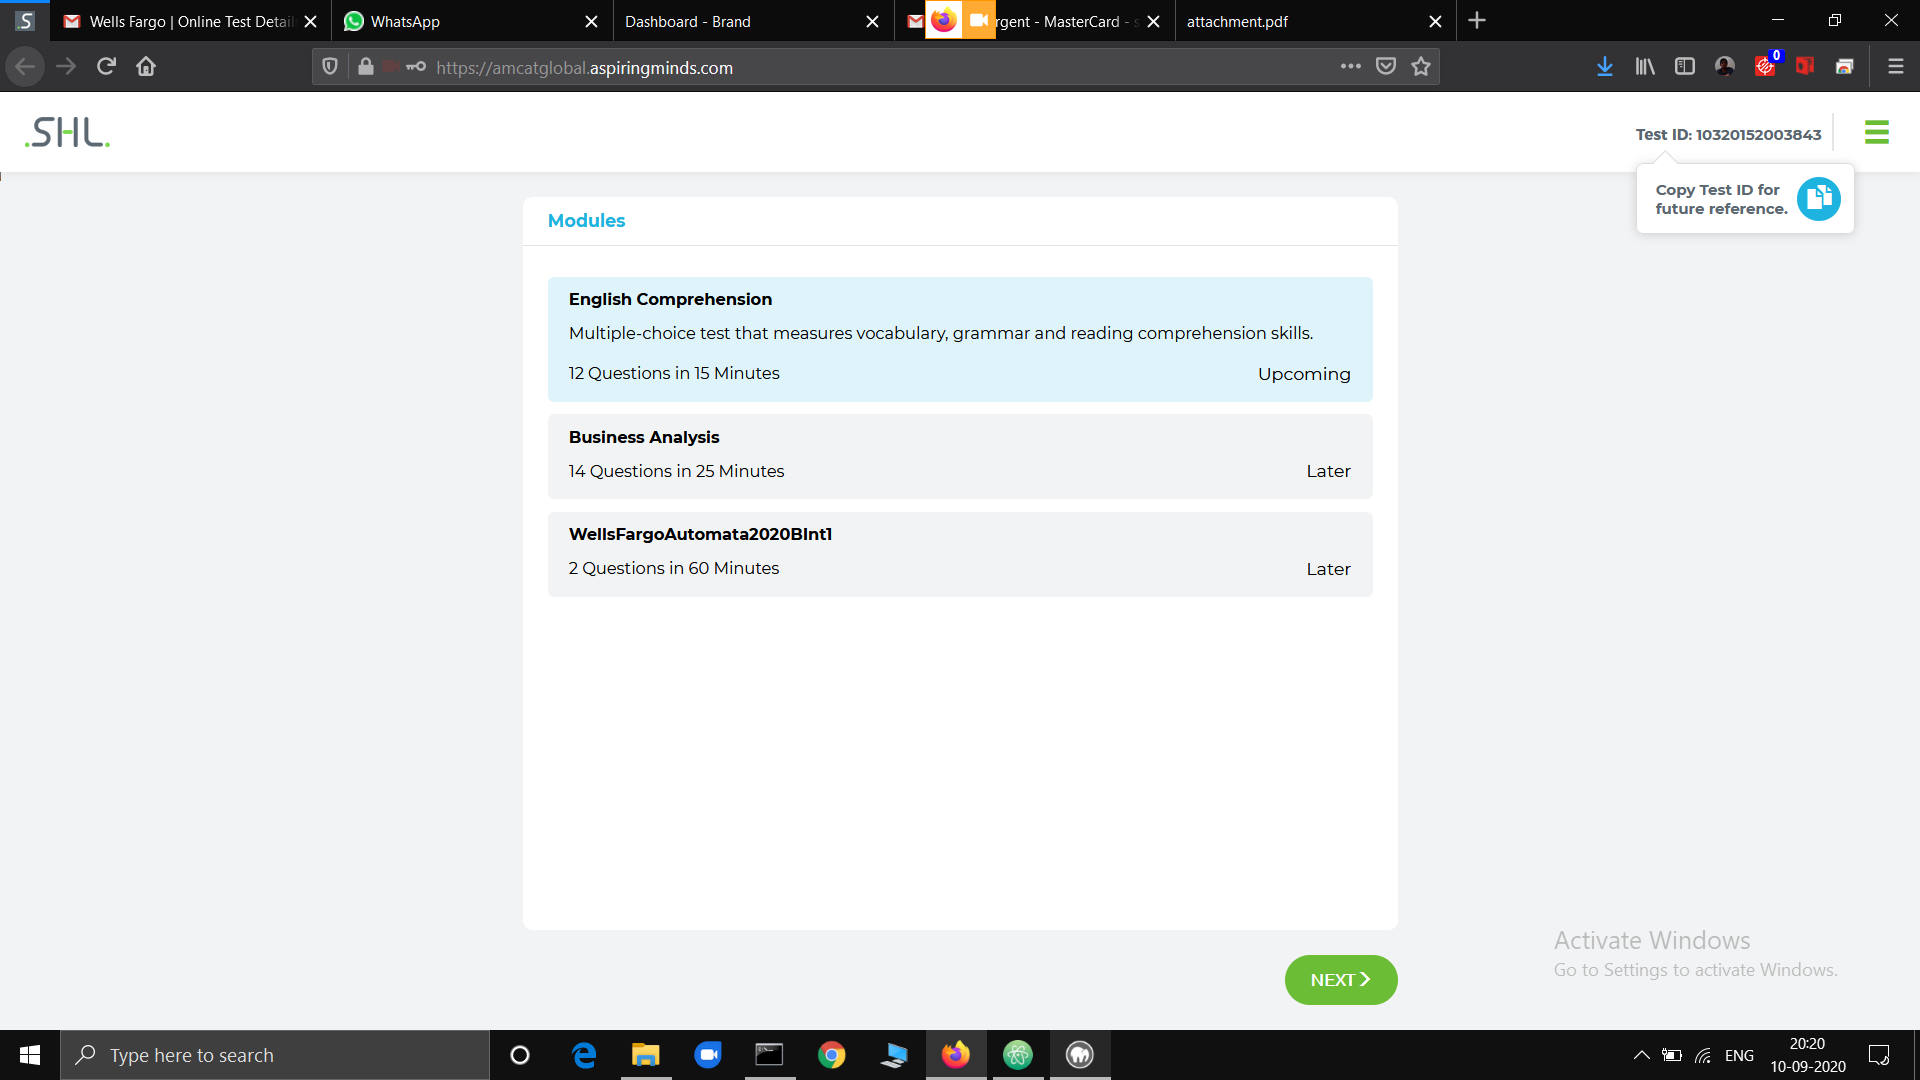 Wells Fargo | Online Test Detail
WhatsApp
Dashboard - Brand
rgent - MasterCard - s
attachment.pdf
https://amcatglobal.aspiringminds.com
0
.SHL.
Test ID: 10320152003843
Copy Test ID for
future reference.
Modules
English Comprehension
Multiple-choice test that measures vocabulary, grammar and reading comprehension skills.
12 Questions in 15 Minutes
Upcoming
Business Analysis
14 Questions in 25 Minutes
Later
WellsFargoAutomata2020BInt1
2 Questions in 60 Minutes
Later
Activate Windows
Go to Settings to activate Windows.
NEXT
Type here to search
ENG
20:20
10-09-2020